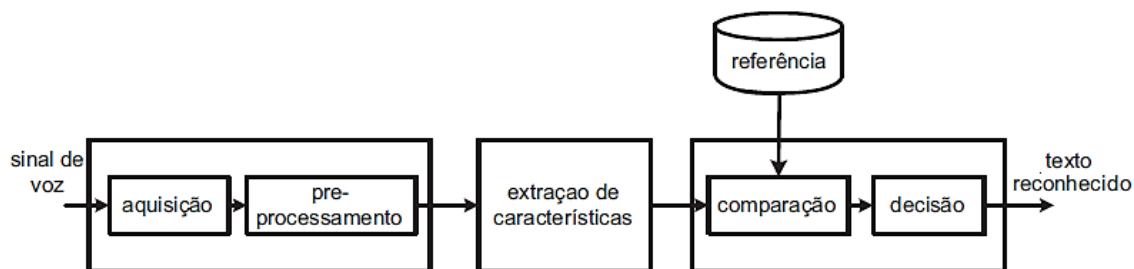 referência
sinal de
voz
aquisição
pre-
processamento
extraçao de
características
comparação
decisão
texto
reconhecido